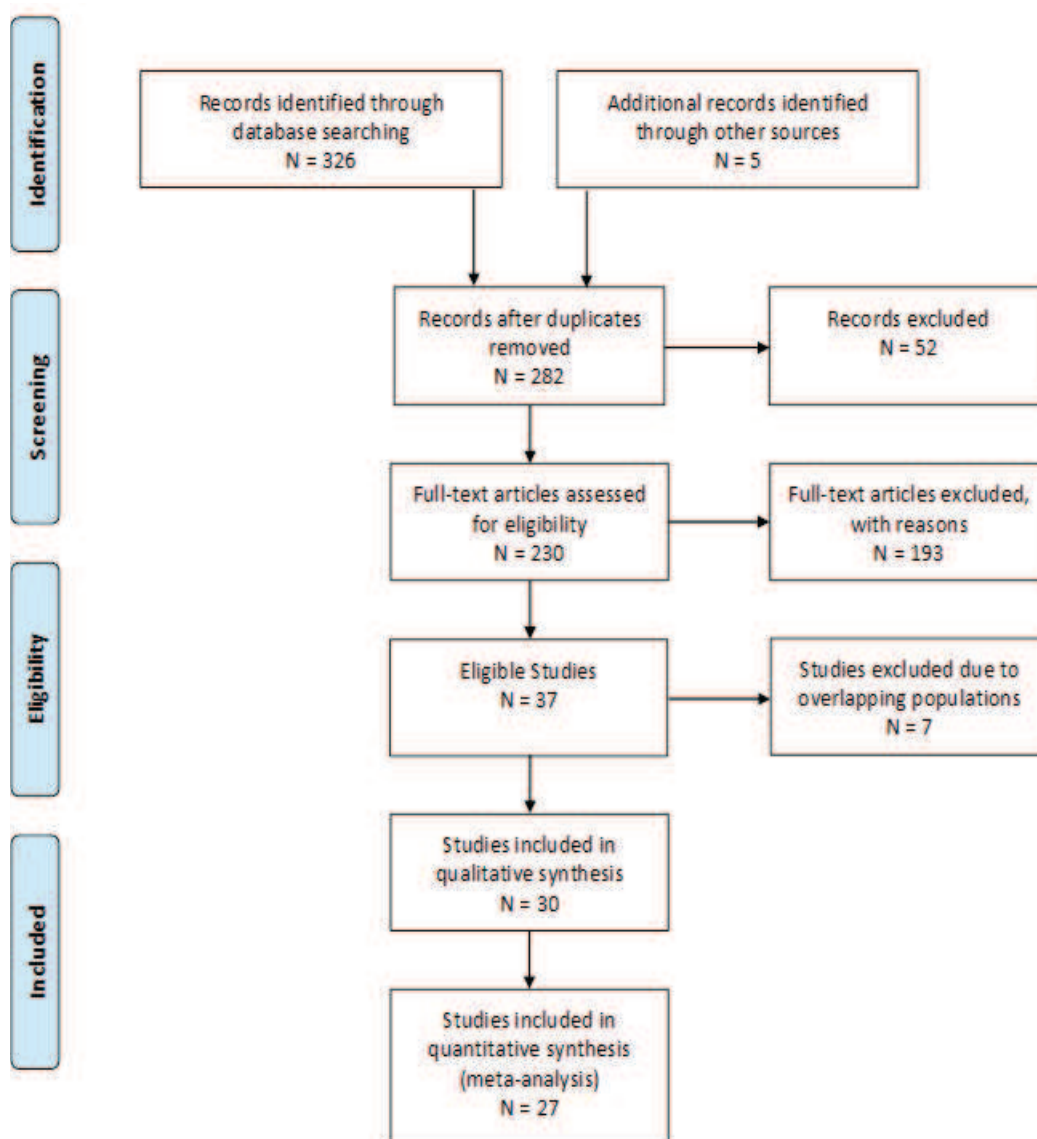 Identification
Records identified through
database searching
N = 326
Additional records identified
through other sources
N = 5
Screening
Records after duplicates
removed
N = 282
Records excluded
N = 52
Full-text articles assessed
for eligibility
N = 230
Full-text articles excluded,
with reasons
N = 193
Eligibility
Eligible Studies
N = 37
Studies excluded due to
overlapping populations
N = 7
Included
Studies included in
qualitative synthesis
N = 30
Studies included in
quantitative synthesis
(meta-analysis)
N = 27